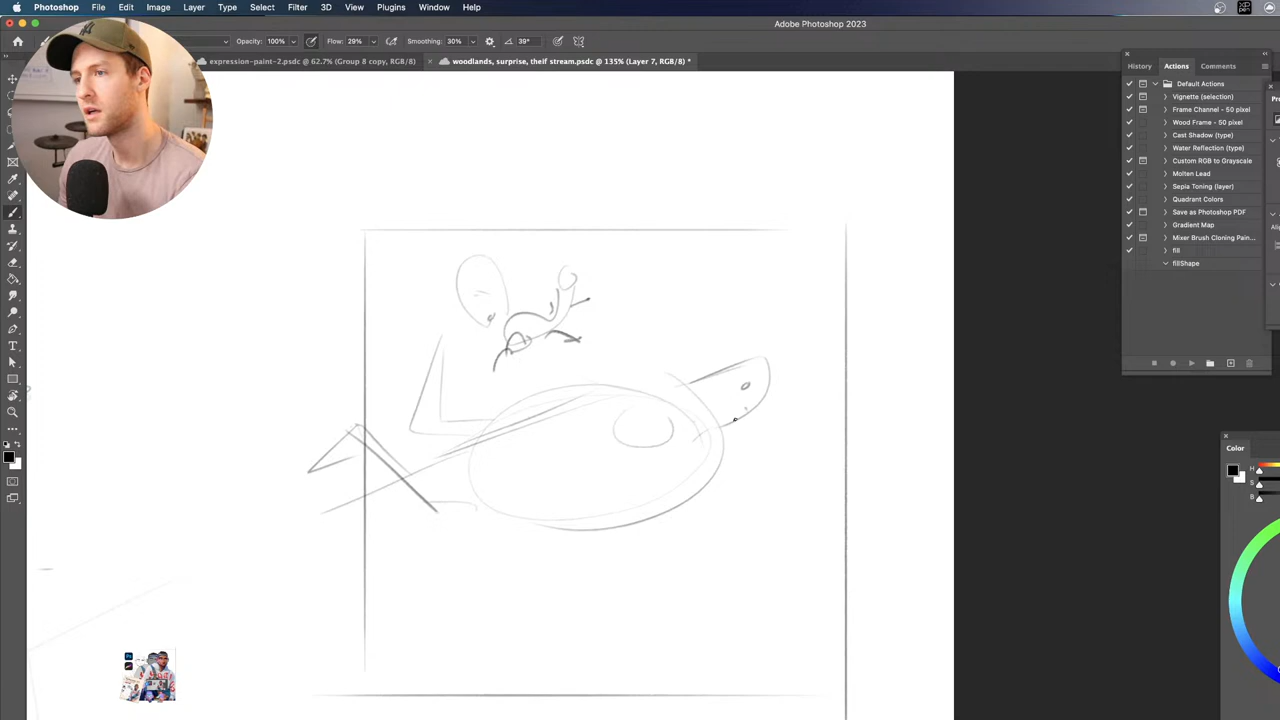 Photoshop File Edit Image Layer Type Select Filter 3D View Plugins Window Help
Adobe Photoshop 2023
Opacity: 100% Flow: 29% Smoothing: 30% 39°
expression-paint-2.psdc @ 62.7% (Group 8 copy, RGB/8)
woodlands, surprise, theif stream.psdc @ 135% (Layer 7, RGB/8) *
History Actions Comments
Default Actions
Vignette (selection)
Frame Channel - 50 pixel
Wood Frame - 50 pixel
Cast Shadow (type)
Water Reflection (type)
Custom RGB to Grayscale
Molten Lead
Sepia Toning (layer)
Quadrant Colors
Save as Photoshop PDF
Gradient Map
Mixer Brush Cloning Pain...
fill
fillShape
Color
H
S
B